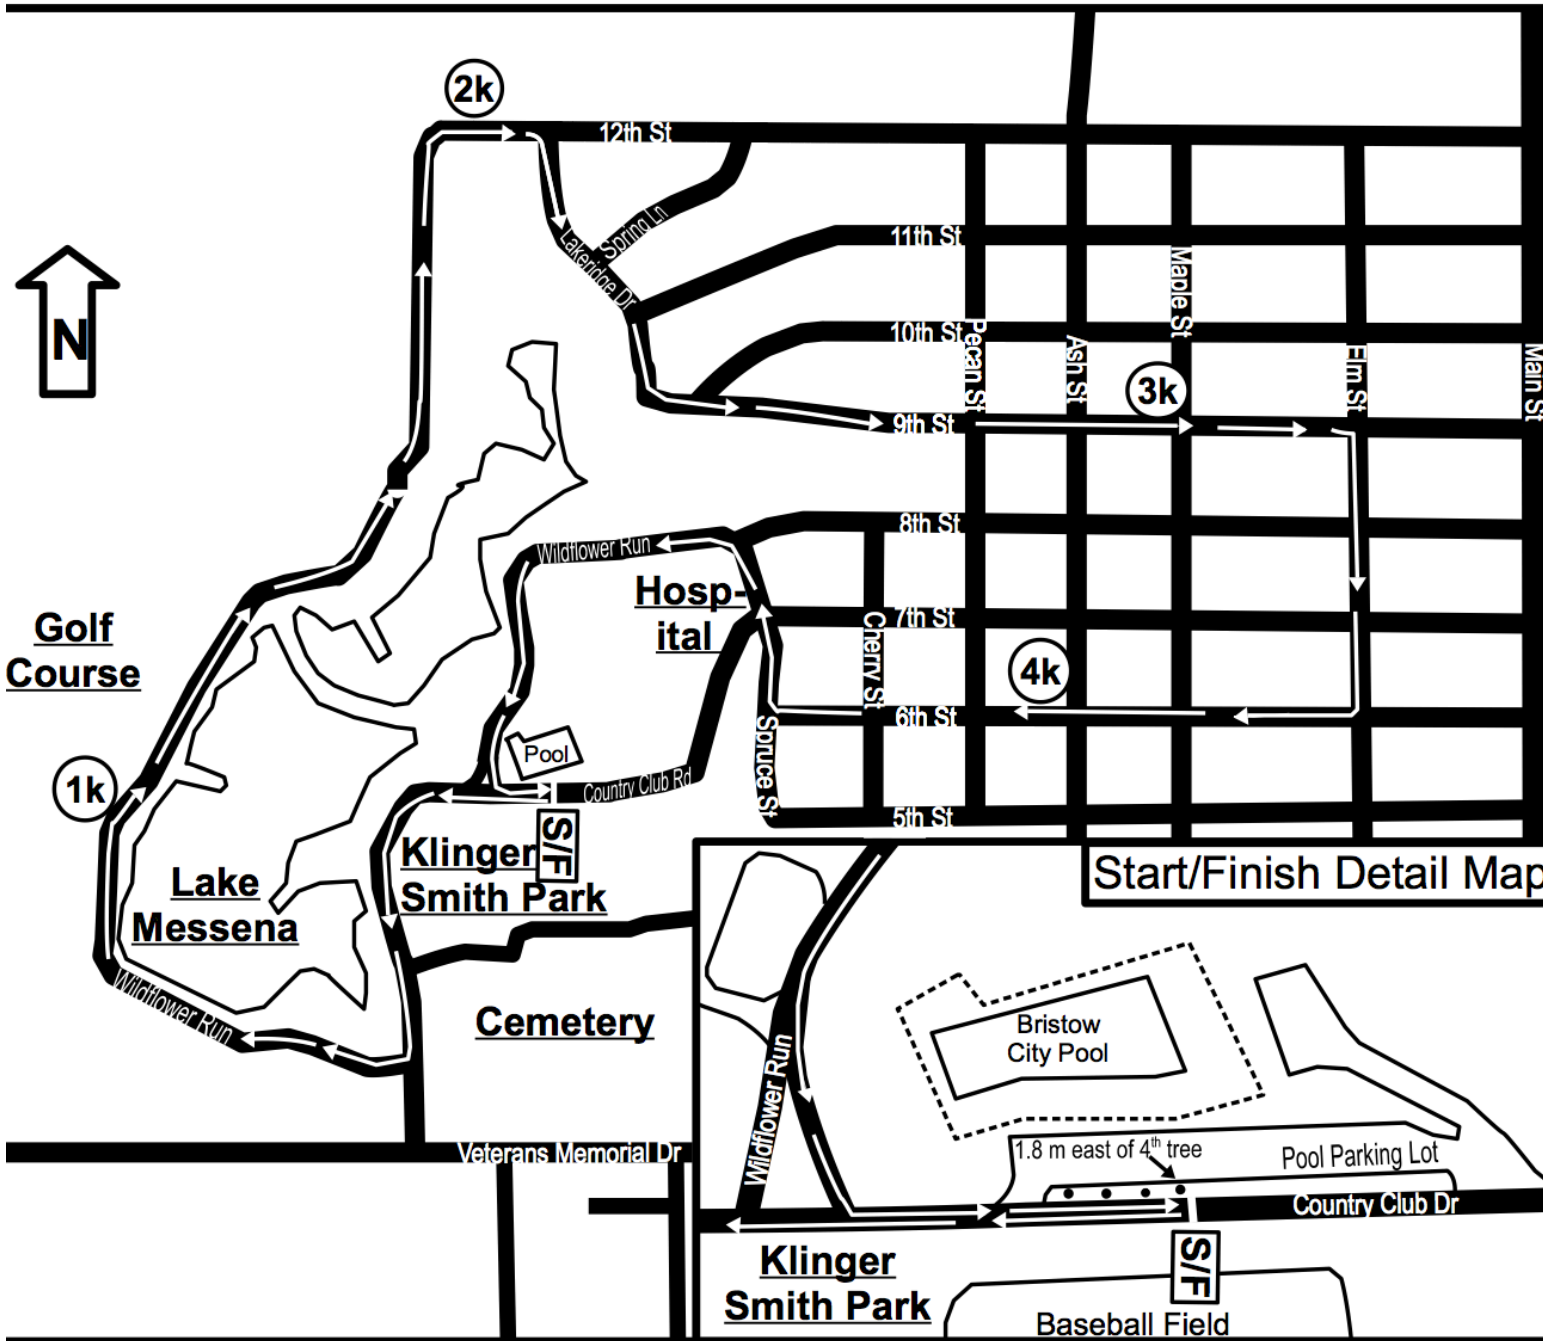 2k
12th St
Spring Ln
Lakeridge Dr
11th St
Maple St
N
10th St
Pecan St
Ash St
Elm St
Main St
3k
9th St
8th St
Wildflower Run
Hosp-
ital
7th St
Cherry St
Golf
Course
4k
6th St
Spruce St
Pool
Country Club Rd
1k
5th St
S/F
Klinger
Smith Park
Lake
Messena
Wildflower Run
Cemetery
Veterans Memorial Dr
Start/Finish Detail Map
Bristow
City Pool
Wildflower Run
1.8 m east of 4th tree
Pool Parking Lot
Country Club Dr
S/F
Klinger
Smith Park
Baseball Field